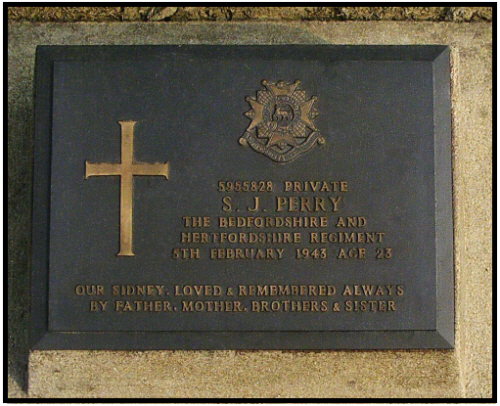 5955828 PRIVATE
S. J. PERRY
THE BEDFORDSHIRE AND
HERTFORDSHIRE REGIMENT
5TH FEBRUARY 1943 AGE 23
OUR SIDNEY. LOVED & REMEMBERED ALWAYS
BY FATHER, MOTHER, BROTHERS & SISTER